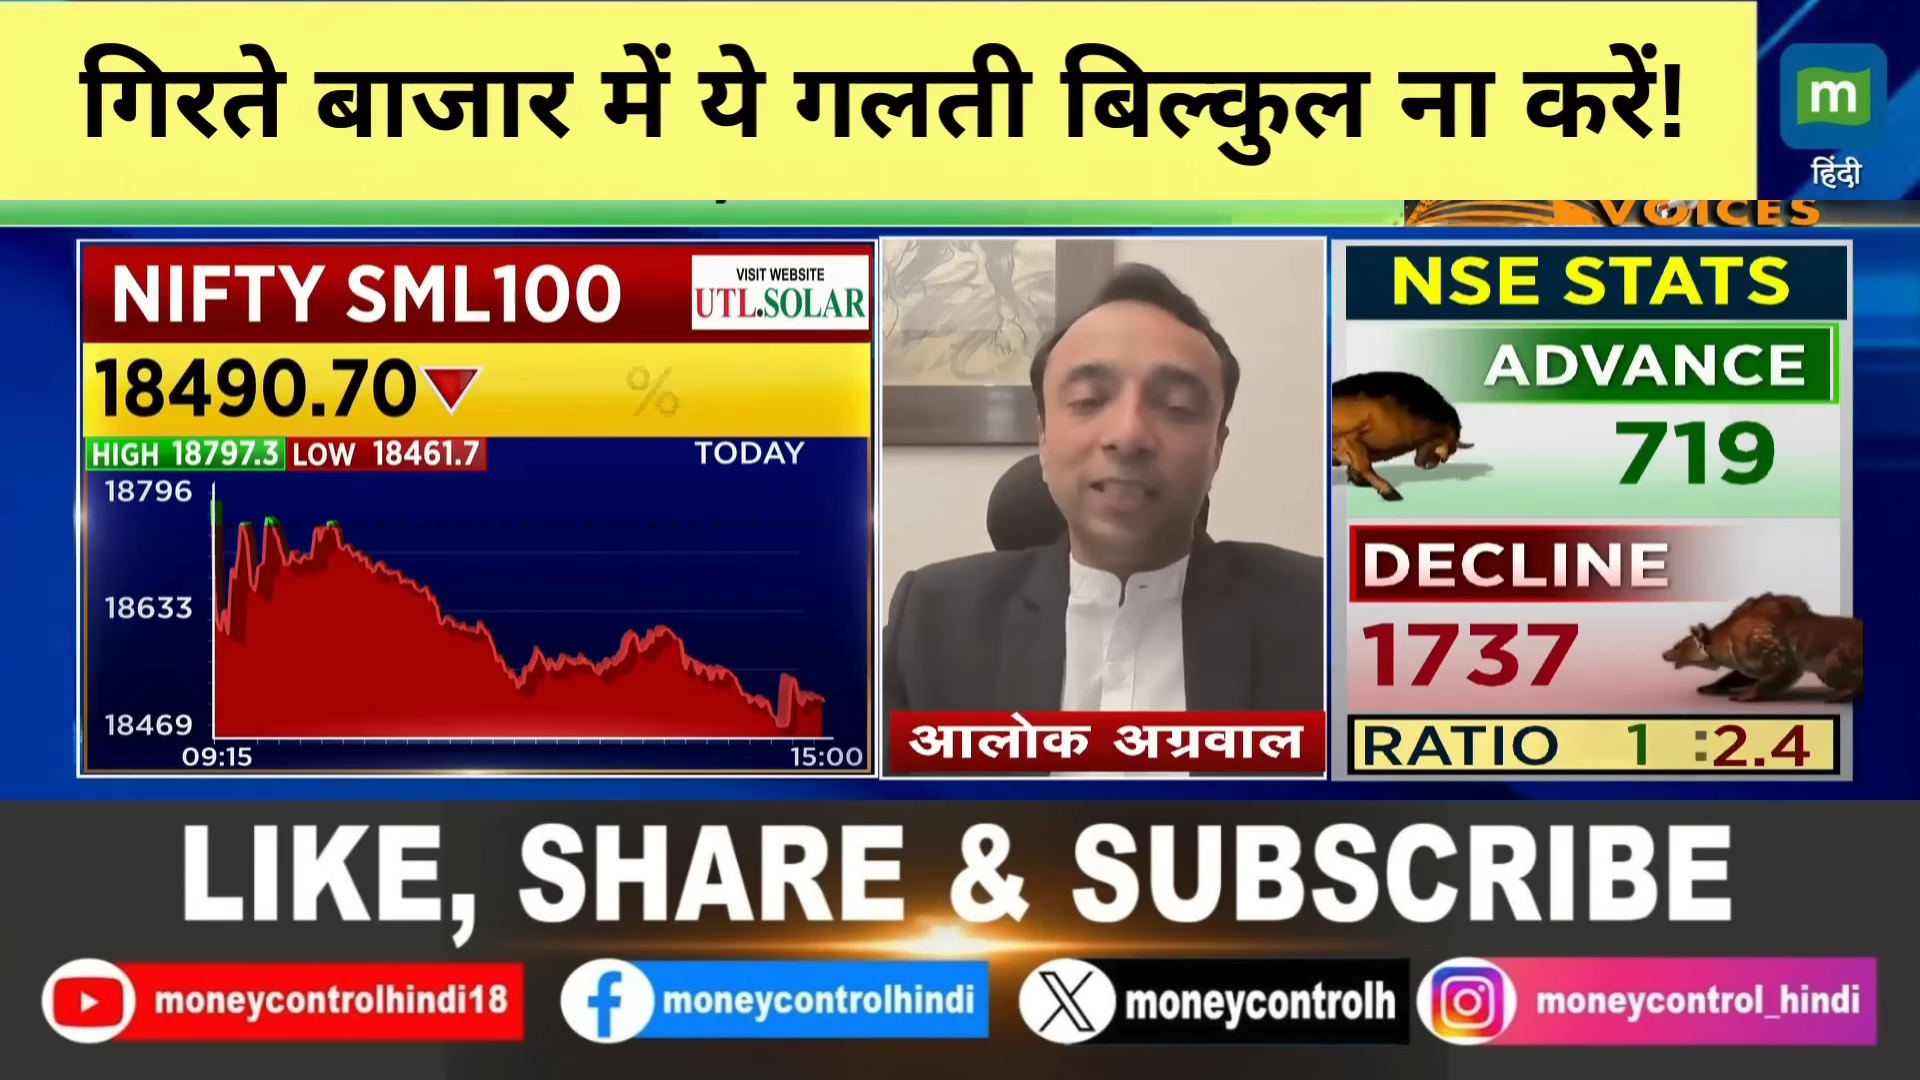 गिरते बाजार में ये गलती बिल्कुल ना करें!
m
हिंदी
VOICES
NIFTY SML100
VISIT WEBSITE
UTL.SOLAR
18490.70
%
HIGH 18797.3 LOW 18461.7
TODAY
18796
18633
18469
09:15
15:00
आलोक अग्रवाल
NSE STATS
ADVANCE
719
DECLINE
1737
RATIO 1 :2.4
LIKE, SHARE & SUBSCRIBE
moneycontrolhindi18
moneycontrolhindi
moneycontrolh
moneycontrol_hindi